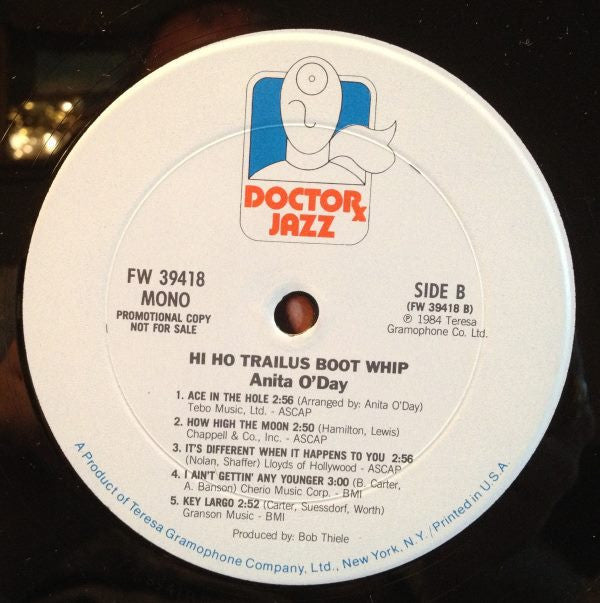 DOCTOR
JAZZ
FW 39418
MONO
PROMOTIONAL COPY
NOT FOR SALE
SIDE B
(FW 39418 B)
℗ 1984 Teresa
Gramophone Co. Ltd.
HI HO TRAILUS BOOT WHIP
Anita O'Day
1. ACE IN THE HOLE 2:56 (Arranged by: Anita O'Day)
Tebo Music, Ltd. - ASCAP
2. HOW HIGH THE MOON 2:50 (Hamilton, Lewis)
Chappell & Co., Inc. - ASCAP
3. IT'S DIFFERENT WHEN IT HAPPENS TO YOU 2:56
(Nolan, Shaffer) Lloyds of Hollywood - ASCAP
4. I AIN'T GETTIN' ANY YOUNGER 3:00 (B. Carter,
A. Banson) Cherio Music Corp. - BMI
5. KEY LARGO 2:52 (Carter, Suessdorf, Worth)
Granson Music - BMI
Produced by: Bob Thiele
A Product of Teresa Gramophone Company, Ltd., New York, N.Y./Printed in U.S.A.